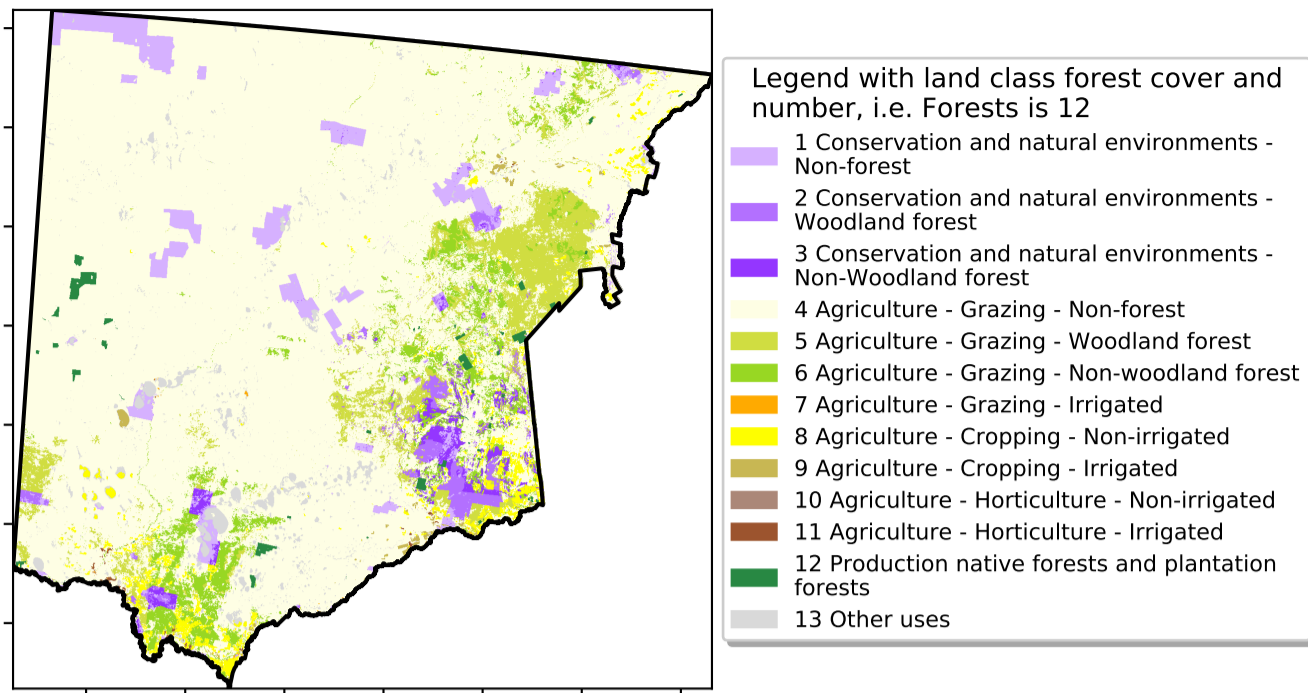 Legend with land class forest cover and
number, i.e. Forests is 12
1 Conservation and natural environments -
Non-forest
2 Conservation and natural environments -
Woodland forest
3 Conservation and natural environments -
Non-Woodland forest
4 Agriculture - Grazing - Non-forest
5 Agriculture - Grazing - Woodland forest
6 Agriculture - Grazing - Non-woodland forest
7 Agriculture - Grazing - Irrigated
8 Agriculture - Cropping - Non-irrigated
9 Agriculture - Cropping - Irrigated
10 Agriculture - Horticulture - Non-irrigated
11 Agriculture - Horticulture - Irrigated
12 Production native forests and plantation
forests
13 Other uses